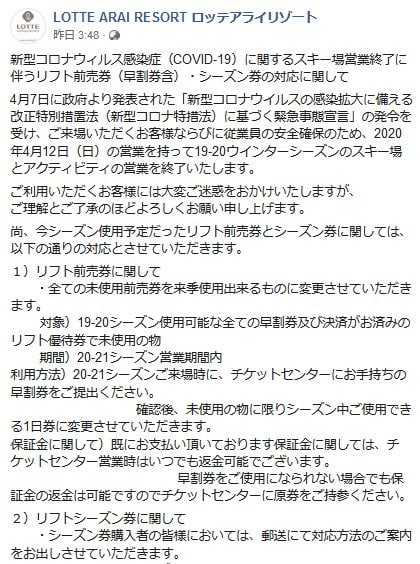 LOTTE
LOTTE ARAI RESORT ロッテアライリゾート
昨日 3:48
新型コロナウィルス感染症（COVID-19）に関するスキー場営業終了に
伴うリフト前売券（早割券含）・シーズン券の対応に関して
4月7日に政府より発表された「新型コロナウイルスの感染拡大に備える
改正特別措置法（新型コロナ特措法）に基づく緊急事態宣言」の発令を
受け、ご来場いただくお客様ならびに従業員の安全確保のため、2020
年4月12日（日）の営業を持って19-20ウインターシーズンのスキー場
とアクティビティの営業を終了いたします。
ご利用いただくお客様には大変ご迷惑をおかけいたしますが、
ご理解とご了承のほどよろしくお願い申し上げます。
尚、今シーズン使用予定だったリフト前売券とシーズン券に関しては、
以下の通りの対応とさせていただきます。
１）リフト前売券に関して
・全ての未使用前売券を来季使用出来るものに変更させていただき
ます。
対象）19-20シーズン使用可能な全ての早割券及び決済がお済みの
リフト優待券で未使用の物
期間）20-21シーズン営業期間内
利用方法）20-21シーズンご来場時に、チケットセンターにお手持ちの
早割券をご提出ください。
確認後、未使用の物に限りシーズン中ご使用でき
る1日券に変更させていただきます。
保証金に関して）既にお支払い頂いております保証金に関しては、チ
ケットセンター営業時はいつでも返金可能でございます。
早割券をご使用になられない場合でも保
証金の返金は可能ですのでチケットセンターに原券をご持参ください。
２）リフトシーズン券に関して
・シーズン券購入者の皆様においては、郵送にて対応方法のご案内
をお出しさせていただきます。